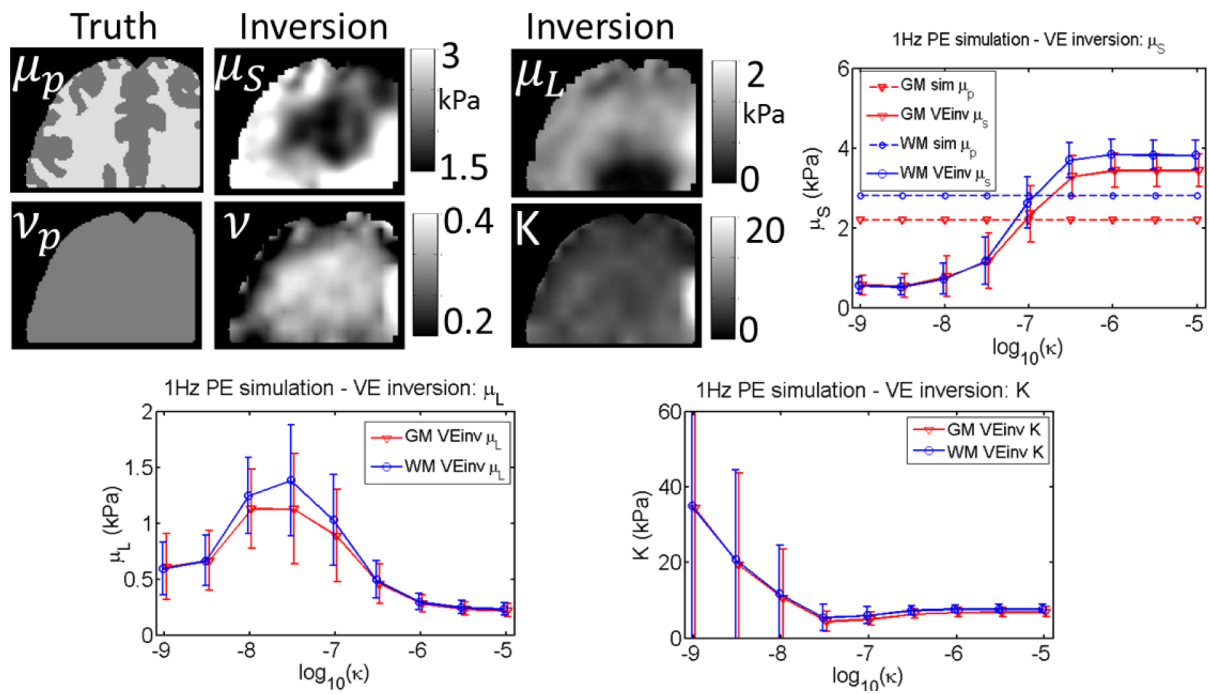 Truth Inversion Inversion
μp μS 3 kPa 1.5 μL 2 kPa 0
νp ν 0.4 0.2 K 20 0
1Hz PE simulation - VE inversion: μS
GM sim μp
GM VEinv μs
WM sim μp
WM VEinv μs
μS (kPa)
6
4
2
0
-9 -8 -7 -6 -5
log10(κ)
1Hz PE simulation - VE inversion: μL
GM VEinv μL
WM VEinv μL
μL (kPa)
2
1.5
1
0.5
0
-9 -8 -7 -6 -5
log10(κ)
1Hz PE simulation - VE inversion: K
GM VEinv K
WM VEinv K
K (kPa)
60
40
20
0
-9 -8 -7 -6 -5
log10(κ)